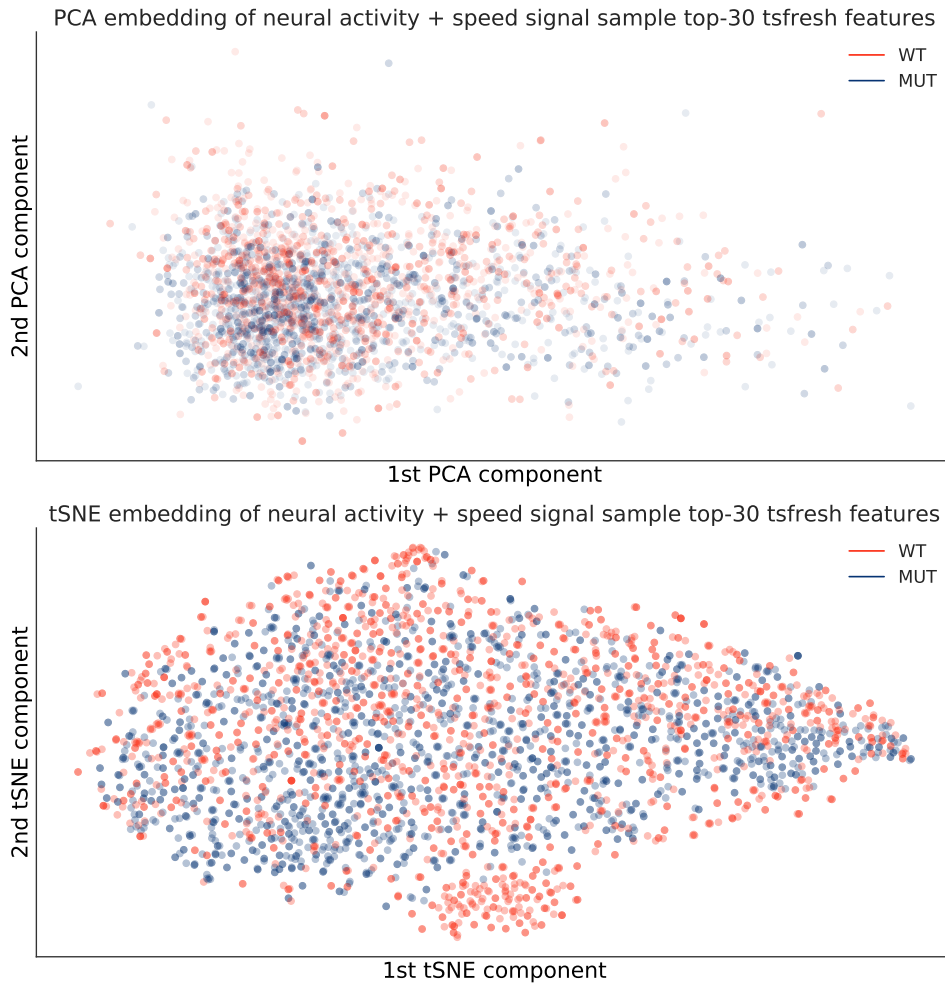 PCA embedding of neural activity + speed signal sample top-30 tsfresh features
WT
MUT
2nd PCA component
1st PCA component
tSNE embedding of neural activity + speed signal sample top-30 tsfresh features
WT
MUT
2nd tSNE component
1st tSNE component